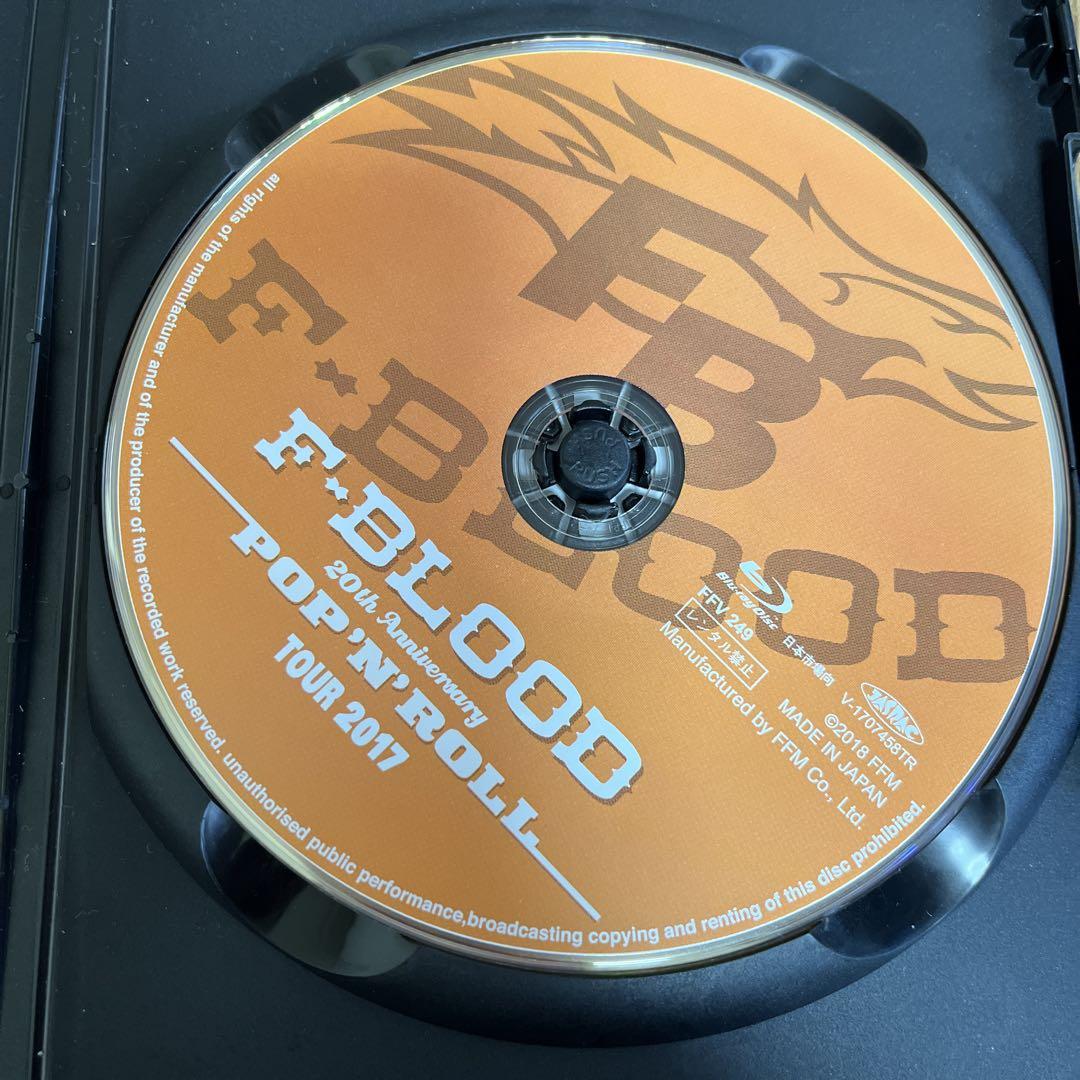 FB
F·BLOOD
F·BLOOD
20th Anniversary
POP'N'ROLL
TOUR 2017
Blu-ray Disc
日本市場向
FFV 249
レンタル禁止
JASRAC
V-1707458TR
©2018 FFM
MADE IN JAPAN
Manufactured by FFM Co., Ltd.
all rights of the manufacturer and of the producer of the recorded work reserved. unauthorised public performance,broadcasting copying and renting of this disc prohibited.
PUSH